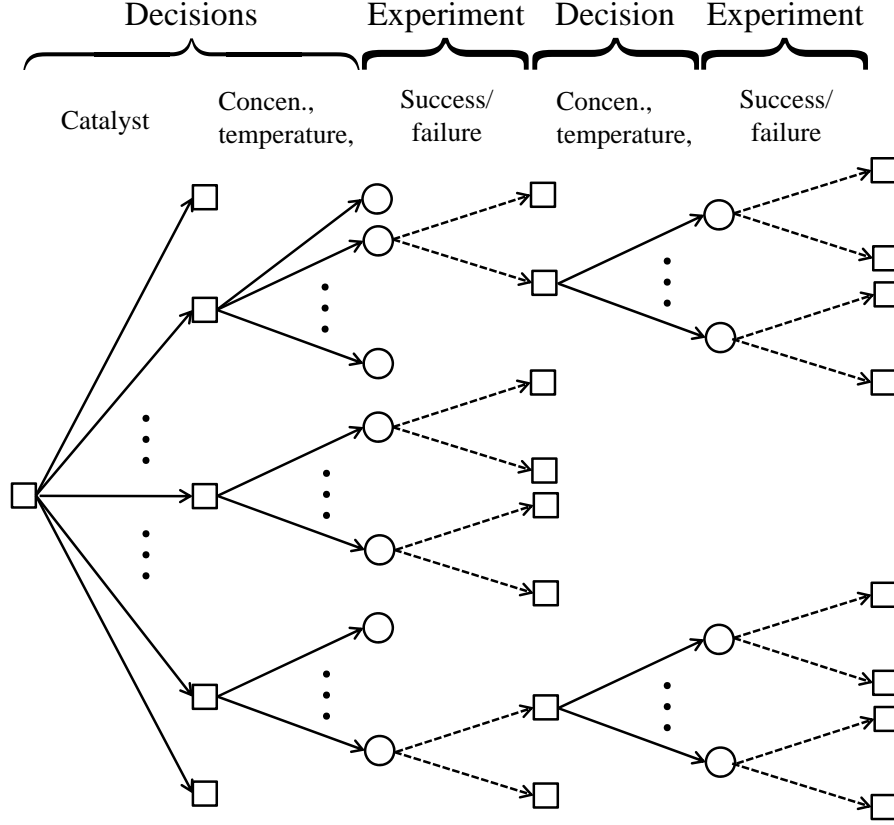 Decisions
Experiment
Decision
Experiment
Catalyst
Concen.,
temperature,
Success/
failure
Concen.,
temperature,
Success/
failure